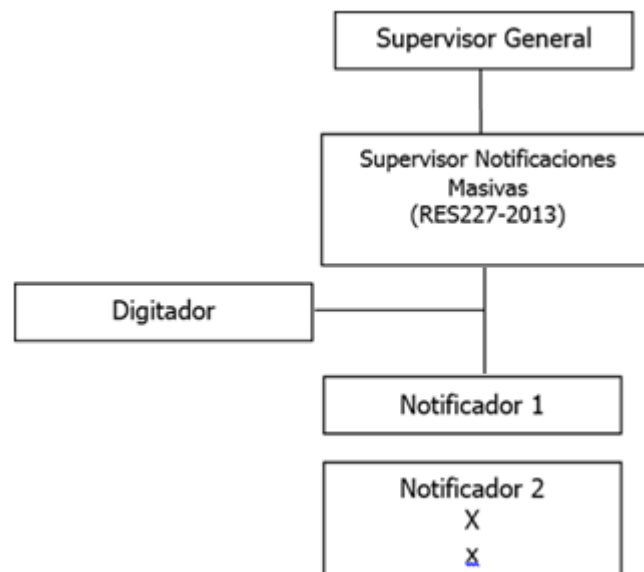 Supervisor General
Supervisor Notificaciones
Masivas
(RES227-2013)
Digitador
Notificador 1
Notificador 2
X
x